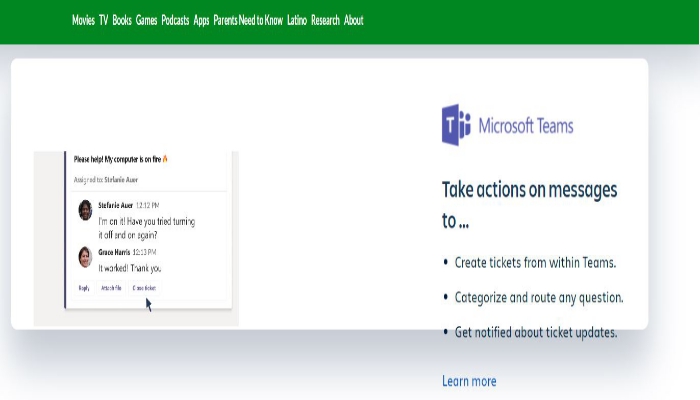 Movies TV Books Games Podcasts Apps Parents Need to Know Latino Research About
Please help! My computer is on fire 🔥
Assigned to: Stefanie Auer
Stefanie Auer 12:12 PM
I'm on it! Have you tried turning
it off and on again?
Grace Harris 12:13 PM
It worked! Thank you
Reply Attach file Close ticket
Microsoft Teams
Take actions on messages
to ...
• Create tickets from within Teams.
• Categorize and route any question.
• Get notified about ticket updates.
Learn more